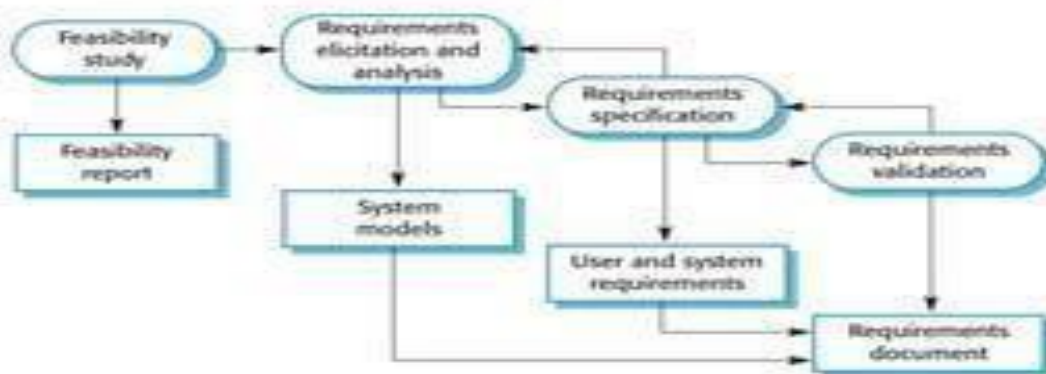 Feasibility
study
Requirements
elicitation and
analysis
Requirements
specification
Requirements
validation
Feasibility
report
System
models
User and system
requirements
Requirements
document